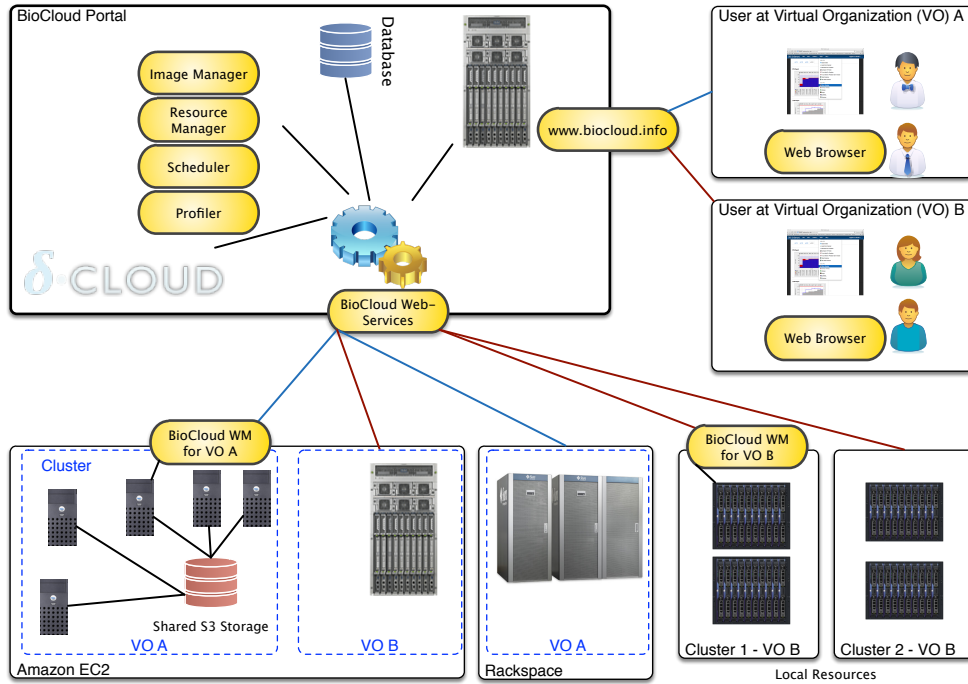 BioCloud Portal
Image Manager
Resource
Manager
Scheduler
Profiler
δ-CLOUD
Database
www.biocloud.info
BioCloud Web-
Services
User at Virtual Organization (VO) A
Web Browser
User at Virtual Organization (VO) B
Web Browser
BioCloud WM
for VO A
Cluster
Shared S3 Storage
VO A
VO B
Amazon EC2
VO A
Rackspace
BioCloud WM
for VO B
Cluster 1 - VO B
Cluster 2 - VO B
Local Resources